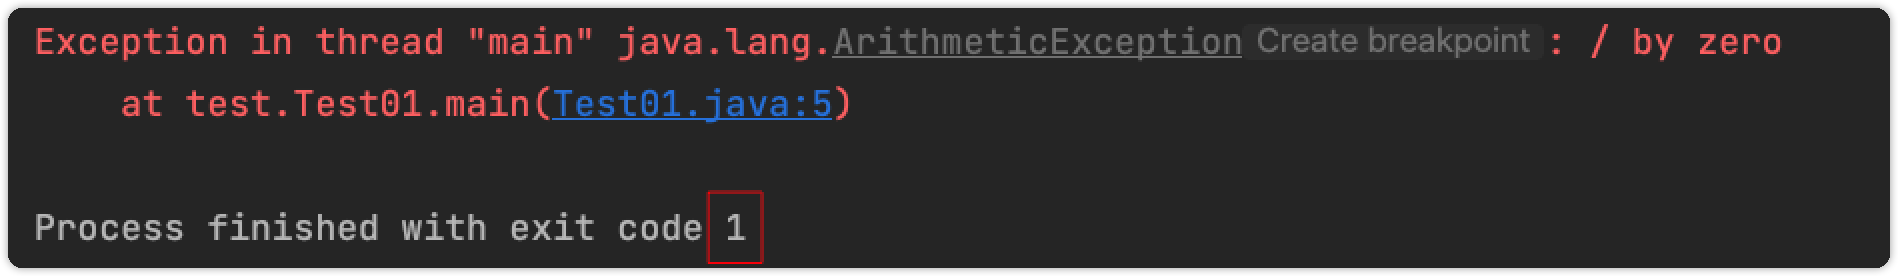 Exception in thread "main" java.lang.ArithmeticException Create breakpoint : / by zero
at test.Test01.main(Test01.java:5)
Process finished with exit code 1